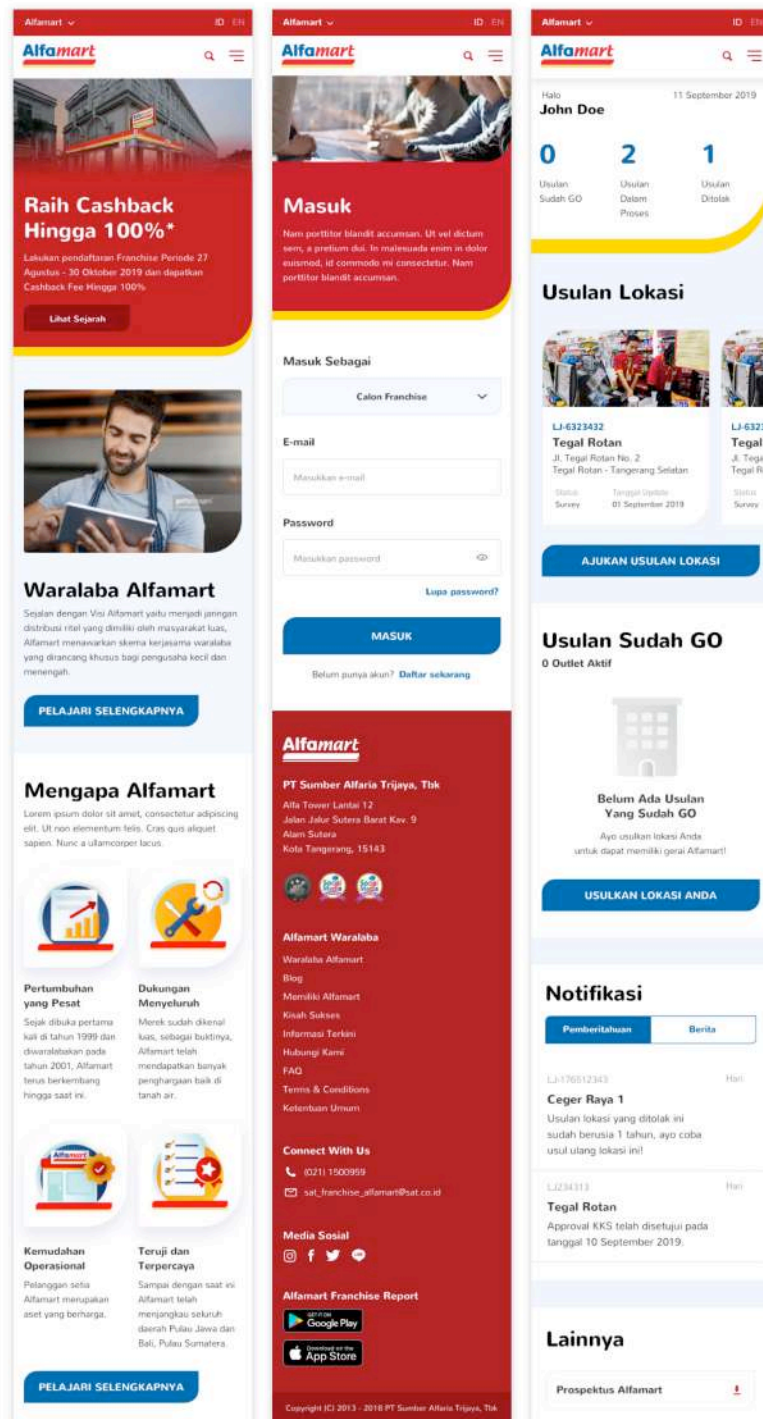 Alfamart
ID EN
Alfamart
Raih Cashback
Hingga 100%*
Lakukan pendaftaran Franchise Periode 27
Agustus - 30 Oktober 2019 dan dapatkan
Cashback Fee Hingga 100%
Lihat Sejarah
Waralaba Alfamart
Sejalan dengan Visi Alfamart yaitu menjadi jaringan
distribusi ritel yang dimiliki oleh masyarakat luas,
Alfamart menawarkan skema kerjasama waralaba
yang dirancang khusus bagi pengusaha kecil dan
menengah.
PELAJARI SELENGKAPNYA
Mengapa Alfamart
Lorem ipsum dolor sit amet, consectetur adipiscing
elit. Ut non elementum felis. Cras quis aliquet
sapien. Nunc a ullamcorper lacus.
Pertumbuhan
yang Pesat
Sejak dibuka pertama
kali di tahun 1999 dan
diwaralabakan pada
tahun 2001, Alfamart
terus berkembang
hingga saat ini.
Dukungan
Menyeluruh
Merek sudah dikenal
luas, sebagai buktinya,
Alfamart telah
mendapatkan banyak
penghargaan baik di
tanah air.
Alfamart
Kemudahan
Operasional
Pelanggan setia
Alfamart merupakan
aset yang berharga.
Teruji dan
Terpercaya
Sampai dengan saat ini
Alfamart telah
menjangkau seluruh
daerah Pulau Jawa dan
Bali, Pulau Sumatera.
PELAJARI SELENGKAPNYA
Alfamart
ID EN
Alfamart
Masuk
Nam porttitor blandit accumsan. Ut vel dictum
sem, a pretium dui. In malesuada enim in dolor
euismod, id commodo mi consectetur. Nam
porttitor blandit accumsan.
Masuk Sebagai
Calon Franchise
E-mail
Masukkan e-mail
Password
Masukkan password
Lupa password?
MASUK
Belum punya akun? Daftar sekarang
Alfamart
PT Sumber Alfaria Trijaya, Tbk
Alfa Tower Lantai 12
Jalan Jalur Sutera Barat Kav. 9
Alam Sutera
Kota Tangerang, 15143
Alfamart Waralaba
Waralaba Alfamart
Blog
Memiliki Alfamart
Kisah Sukses
Informasi Terkini
Hubungi Kami
FAQ
Terms & Conditions
Ketentuan Umum
Connect With Us
(021) 1500959
sat_franchise_alfamart@sat.co.id
Media Sosial
Alfamart Franchise Report
GET IT ON
Google Play
Download on the
App Store
Copyright (C) 2013 - 2018 PT Sumber Alfaria Trijaya, Tbk
Alfamart
ID EN
Alfamart
Halo
11 September 2019
John Doe
0
2
1
Usulan
Sudah GO
Usulan
Dalam
Proses
Usulan
Ditolak
Usulan Lokasi
LJ-6323432
Tegal Rotan
Jl. Tegal Rotan No. 2
Tegal Rotan - Tangerang Selatan
Status
Tanggal Update
Survey
01 September 2019
Status
Survey
AJUKAN USULAN LOKASI
Usulan Sudah GO
0 Outlet Aktif
Belum Ada Usulan
Yang Sudah GO
Ayo usulkan lokasi Anda
untuk dapat memiliki gerai Alfamart!
USULKAN LOKASI ANDA
Notifikasi
Pemberitahuan
Berita
LJ-176512343
Hari
Ceger Raya 1
Usulan lokasi yang ditolak ini
sudah berusia 1 tahun, ayo coba
usul ulang lokasi ini!
LJ234313
Hari
Tegal Rotan
Approval KKS telah disetujui pada
tanggal 10 September 2019.
Lainnya
Prospektus Alfamart